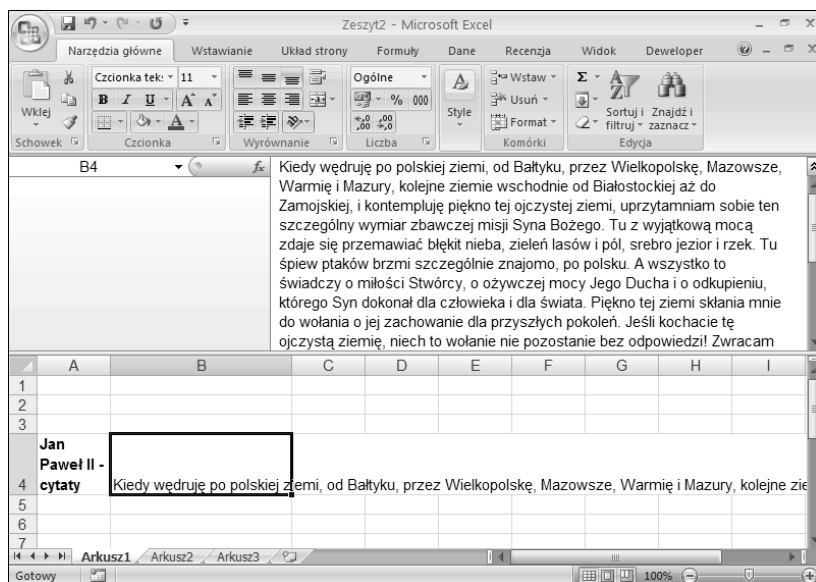 Zeszyt2 - Microsoft Excel
Narzędzia główne Wstawianie Układ strony Formuły Dane Recenzja Widok Deweloper
Wklej
Czcionka tek: 11
B I U A A
A
Ogólne
% 000
,0 ,00
,00 ,0
Style
Wstaw
Usuń
Format
Σ
Sortuj i filtruj
Znajdź i zaznacz
Schowek Czcionka Wyrównanie Liczba Komórki Edycja
B4 fx Kiedy wędruję po polskiej ziemi, od Bałtyku, przez Wielkopolskę, Mazowsze,
Warmię i Mazury, kolejne ziemie wschodnie od Białostockiej aż do
Zamojskiej, i kontempluję piękno tej ojczystej ziemi, uprzytamniam sobie ten
szczególny wymiar zbawczej misji Syna Bożego. Tu z wyjątkową mocą
zdaje się przemawiać błękit nieba, zieleń lasów i pól, srebro jezior i rzek. Tu
śpiew ptaków brzmi szczególnie znajomo, po polsku. A wszystko to
świadczy o miłości Stwórcy, o ożywczej mocy Jego Ducha i o odkupieniu,
którego Syn dokonał dla człowieka i dla świata. Piękno tej ziemi skłania mnie
do wołania o jej zachowanie dla przyszłych pokoleń. Jeśli kochacie tę
ojczystą ziemię, niech to wołanie nie pozostanie bez odpowiedzi! Zwracam
A B C D E F G H I
1
2
3
Jan
Paweł II -
4 cytaty Kiedy wędruję po polskiej ziemi, od Bałtyku, przez Wielkopolskę, Mazowsze, Warmię i Mazury, kolejne zie
5
6
7
Arkusz1 Arkusz2 Arkusz3
Gotowy 100%